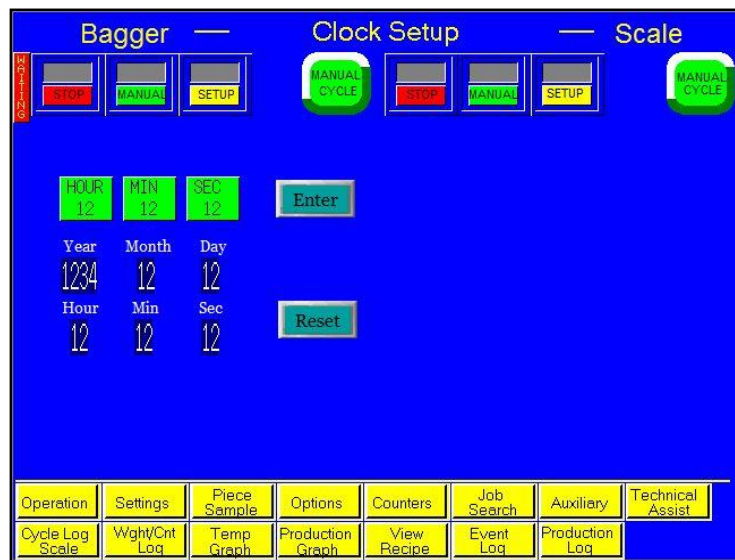 Bagger — Clock Setup — Scale
WAITING
STOP MANUAL SETUP MANUAL CYCLE STOP MANUAL SETUP MANUAL CYCLE
HOUR MIN SEC
12 12 12
Enter
Year Month Day
1234 12 12
Hour Min Sec
12 12 12
Reset
Operation Settings Piece Sample Options Counters Job Search Auxiliary Technical Assist
Cycle Log Scale Wght/Cnt Log Temp Graph Production Graph View Recipe Event Log Production Log